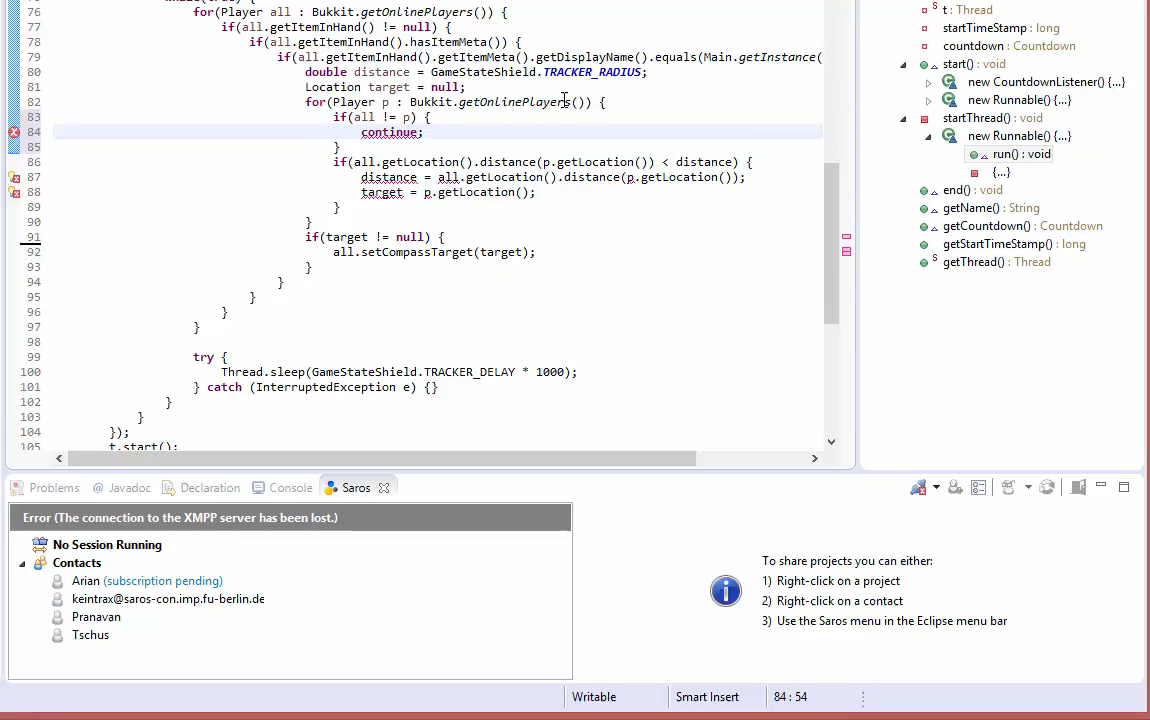 76 for(Player all : Bukkit.getOnlinePlayers()) {
77 if(all.getItemInHand() != null) {
78 if(all.getItemInHand().hasItemMeta()) {
79 if(all.getItemInHand().getItemMeta().getDisplayName().equals(Main.getInstance(
80 double distance = GameStateShield.TRACKER_RADIUS;
81 Location target = null;
82 for(Player p : Bukkit.getOnlinePlayers()) {
83 if(all != p) {
84 continue;
85 }
86 if(all.getLocation().distance(p.getLocation()) < distance) {
87 distance = all.getLocation().distance(p.getLocation());
88 target = p.getLocation();
89 }
90 }
91 if(target != null) {
92 all.setCompassTarget(target);
93 }
94 }
95 }
96 }
97 }
98
99 try {
100 Thread.sleep(GameStateShield.TRACKER_DELAY * 1000);
101 } catch (InterruptedException e) {}
102 }
103 }
104 });
105 t.start();
t : Thread
startTimeStamp : long
countdown : Countdown
start() : void
new CountdownListener() {...}
new Runnable() {...}
startThread() : void
new Runnable() {...}
run() : void
{...}
end() : void
getName() : String
getCountdown() : Countdown
getStartTimeStamp() : long
getThread() : Thread
Problems @ Javadoc Declaration Console Saros
Error (The connection to the XMPP server has been lost.)
No Session Running
Contacts
Arian (subscription pending)
keintrax@saros-con.imp.fu-berlin.de
Pranavan
Tschus
To share projects you can either:
1) Right-click on a project
2) Right-click on a contact
3) Use the Saros menu in the Eclipse menu bar
Writable Smart Insert 84 : 54